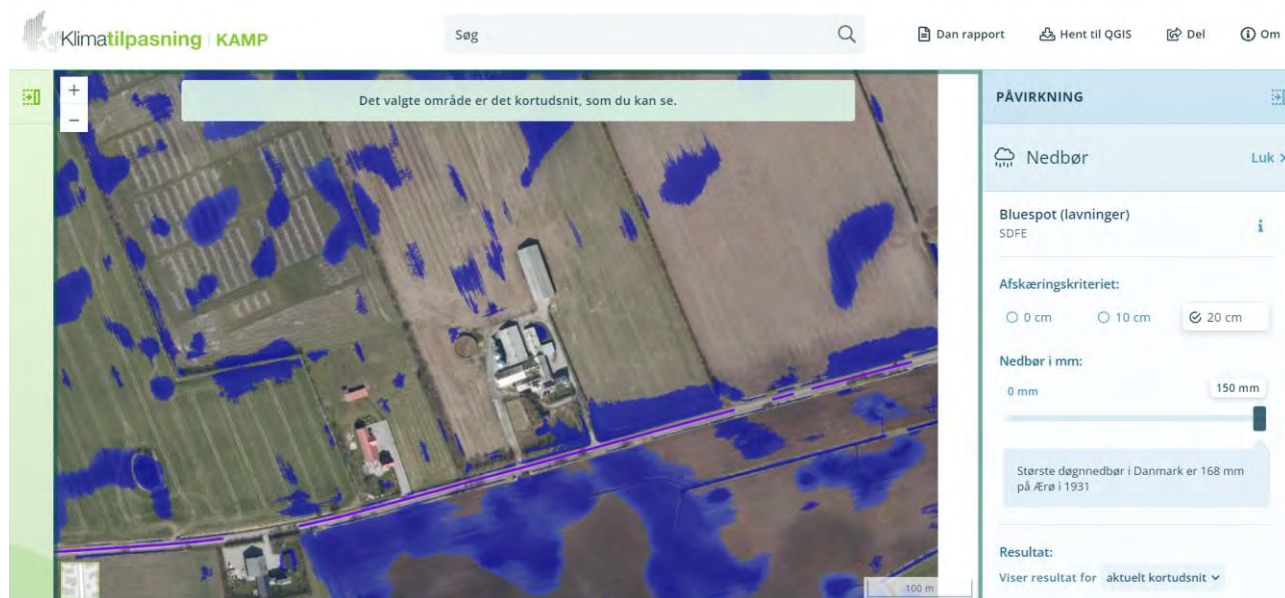 Klimatilpasning | KAMP
Søg
Dan rapport
Hent til QGIS
Del
Om
+
−
Det valgte område er det kortudsnit, som du kan se.
PÅVIRKNING
Nedbør
Luk
Bluespot (lavninger)
SDFE
i
Afskæringskriteriet:
0 cm
10 cm
20 cm
Nedbør i mm:
0 mm
150 mm
Største døgnnedbør i Danmark er 168 mm
på Ærø i 1931
Resultat:
Viser resultat for aktuelt kortudsnit
100 m